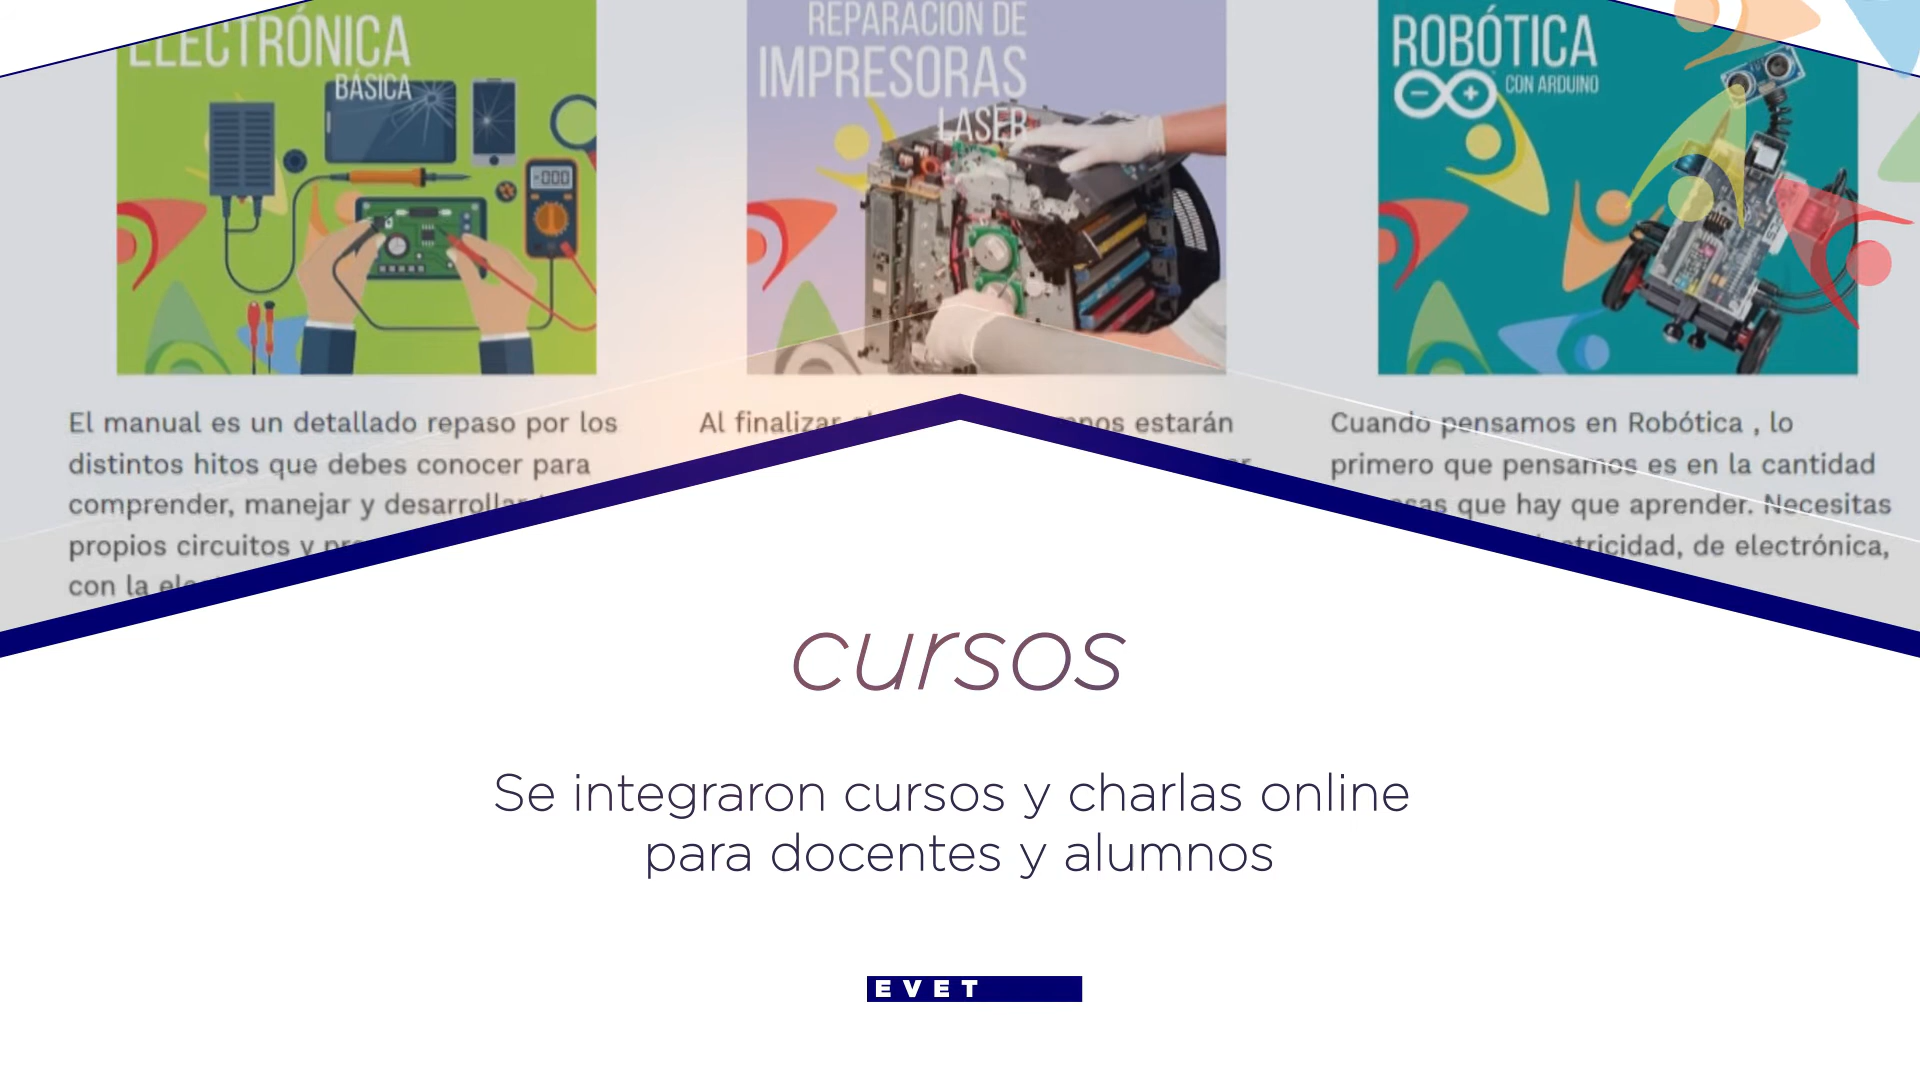 ELECTRÓNICA
BÁSICA
REPARACIÓN DE
IMPRESORAS
LASER
ROBÓTICA
CON ARDUINO
-000
El manual es un detallado repaso por los
distintos hitos que debes conocer para
comprender, manejar y desarrollar
propios circuitos y
con la
Al finalizar
estarán
Cuando pensamos en Robótica , lo
primero que pensamos es en la cantidad
que hay que aprender. Necesitas
de electrónica,
cursos
Se integraron cursos y charlas online
para docentes y alumnos
EVET